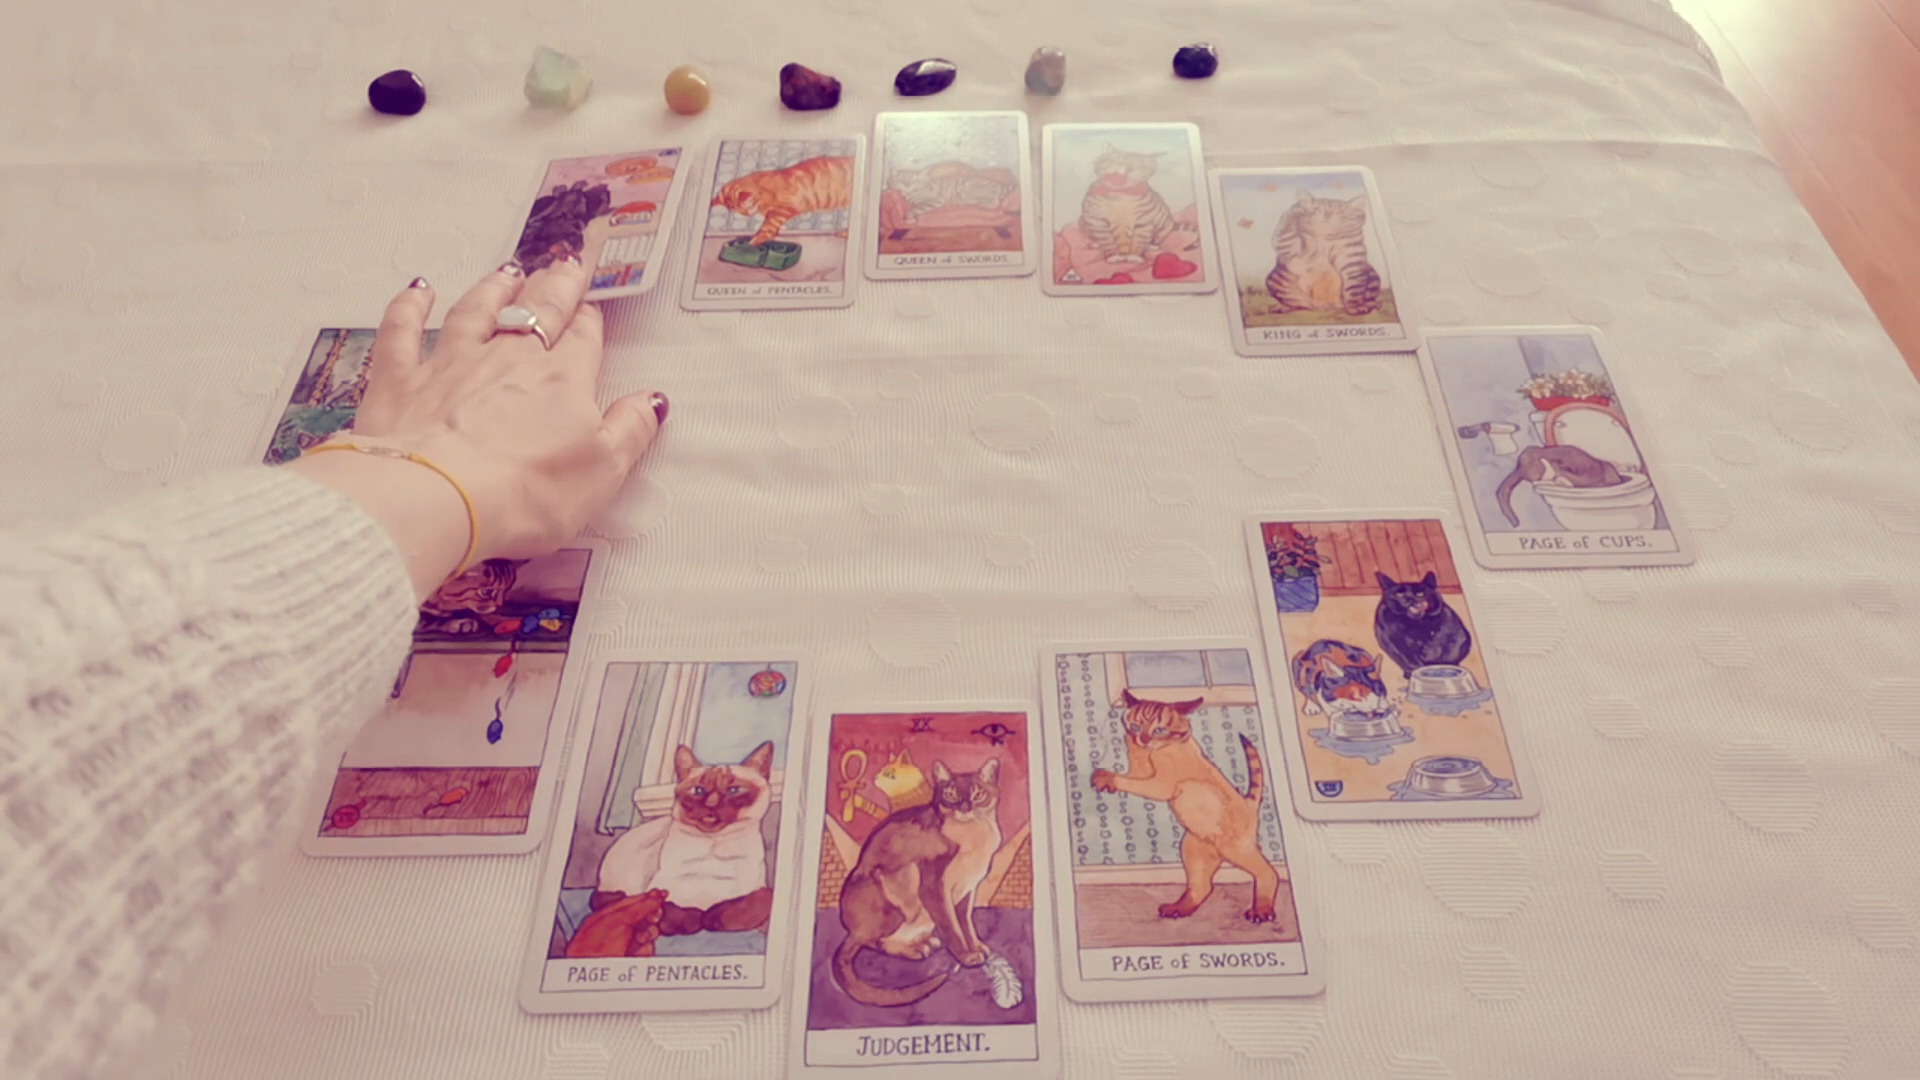 QUEEN of PENTACLES.
QUEEN of SWORDS.
KING of SWORDS.
PAGE of CUPS.
PAGE of PENTACLES.
XX
JUDGEMENT.
PAGE of SWORDS.